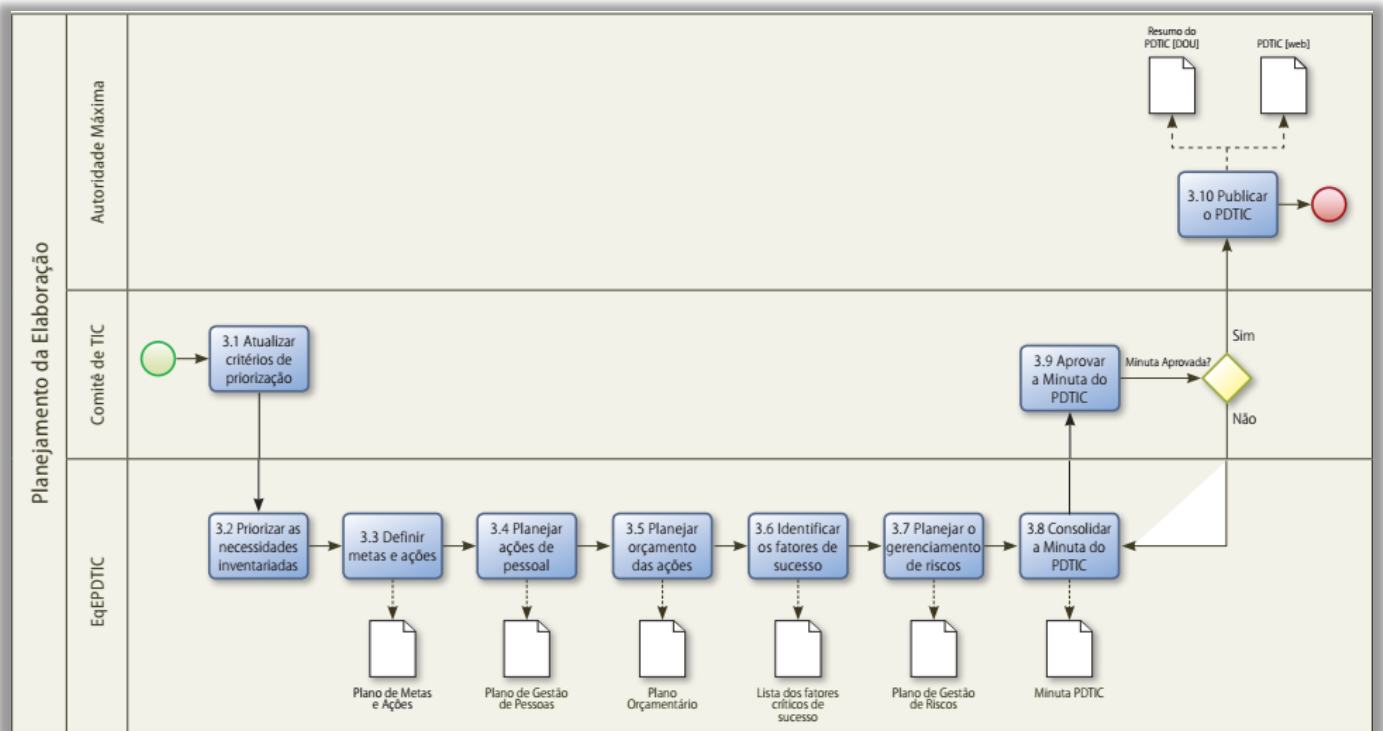 Planejamento da Elaboração
Autoridade Máxima
Resumo do
PDTIC [DOU]
PDTIC [web]
3.10 Publicar
o PDTIC
Comitê de TIC
3.1 Atualizar
critérios de
priorização
3.9 Aprovar
a Minuta do
PDTIC
Minuta Aprovada?
Sim
Não
EqEPDTIC
3.2 Priorizar as
necessidades
inventariadas
3.3 Definir
metas e ações
3.4 Planejar
ações de
pessoal
3.5 Planejar
orçamento
das ações
3.6 Identificar
os fatores de
sucesso
3.7 Planejar o
gerenciamento
de riscos
3.8 Consolidar
a Minuta do
PDTIC
Plano de Metas
e Ações
Plano de Gestão
de Pessoas
Plano
Orçamentário
Lista dos fatores
críticos de
sucesso
Plano de Gestão
de Riscos
Minuta PDTIC